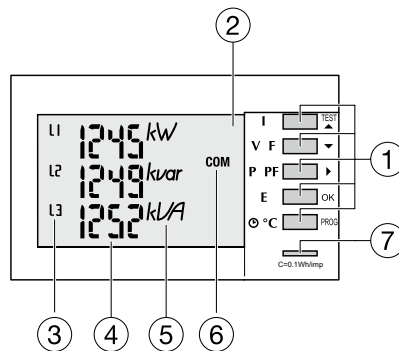 2
L1 1245 kW
L2 1249 kvar
L3 1252 kVA
COM
I TEST
V F
P PF
E OK
°C PROG
C=0.1Wh/imp
1
7
3 4 5 6